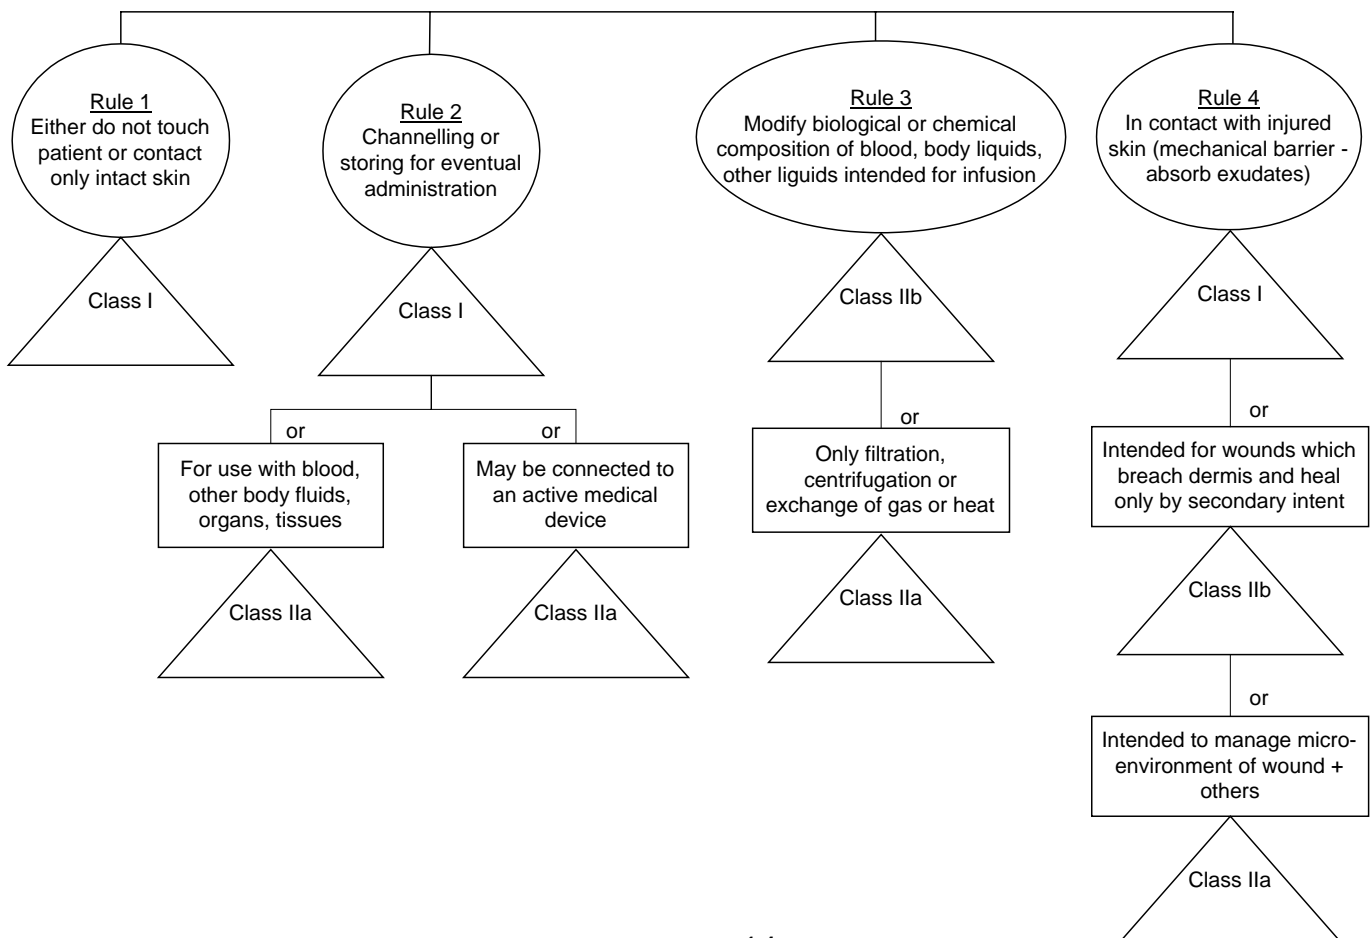 Rule 1
Either do not touch
patient or contact
only intact skin
Class I
Rule 2
Channelling or
storing for eventual
administration
Class I
or
For use with blood,
other body fluids,
organs, tissues
Class IIa
or
May be connected to
an active medical
device
Class IIa
Rule 3
Modify biological or chemical
composition of blood, body liquids,
other liguids intended for infusion
Class IIb
or
Only filtration,
centrifugation or
exchange of gas or heat
Class IIa
Rule 4
In contact with injured
skin (mechanical barrier -
absorb exudates)
Class I
or
Intended for wounds which
breach dermis and heal
only by secondary intent
Class IIb
or
Intended to manage micro-
environment of wound +
others
Class IIa